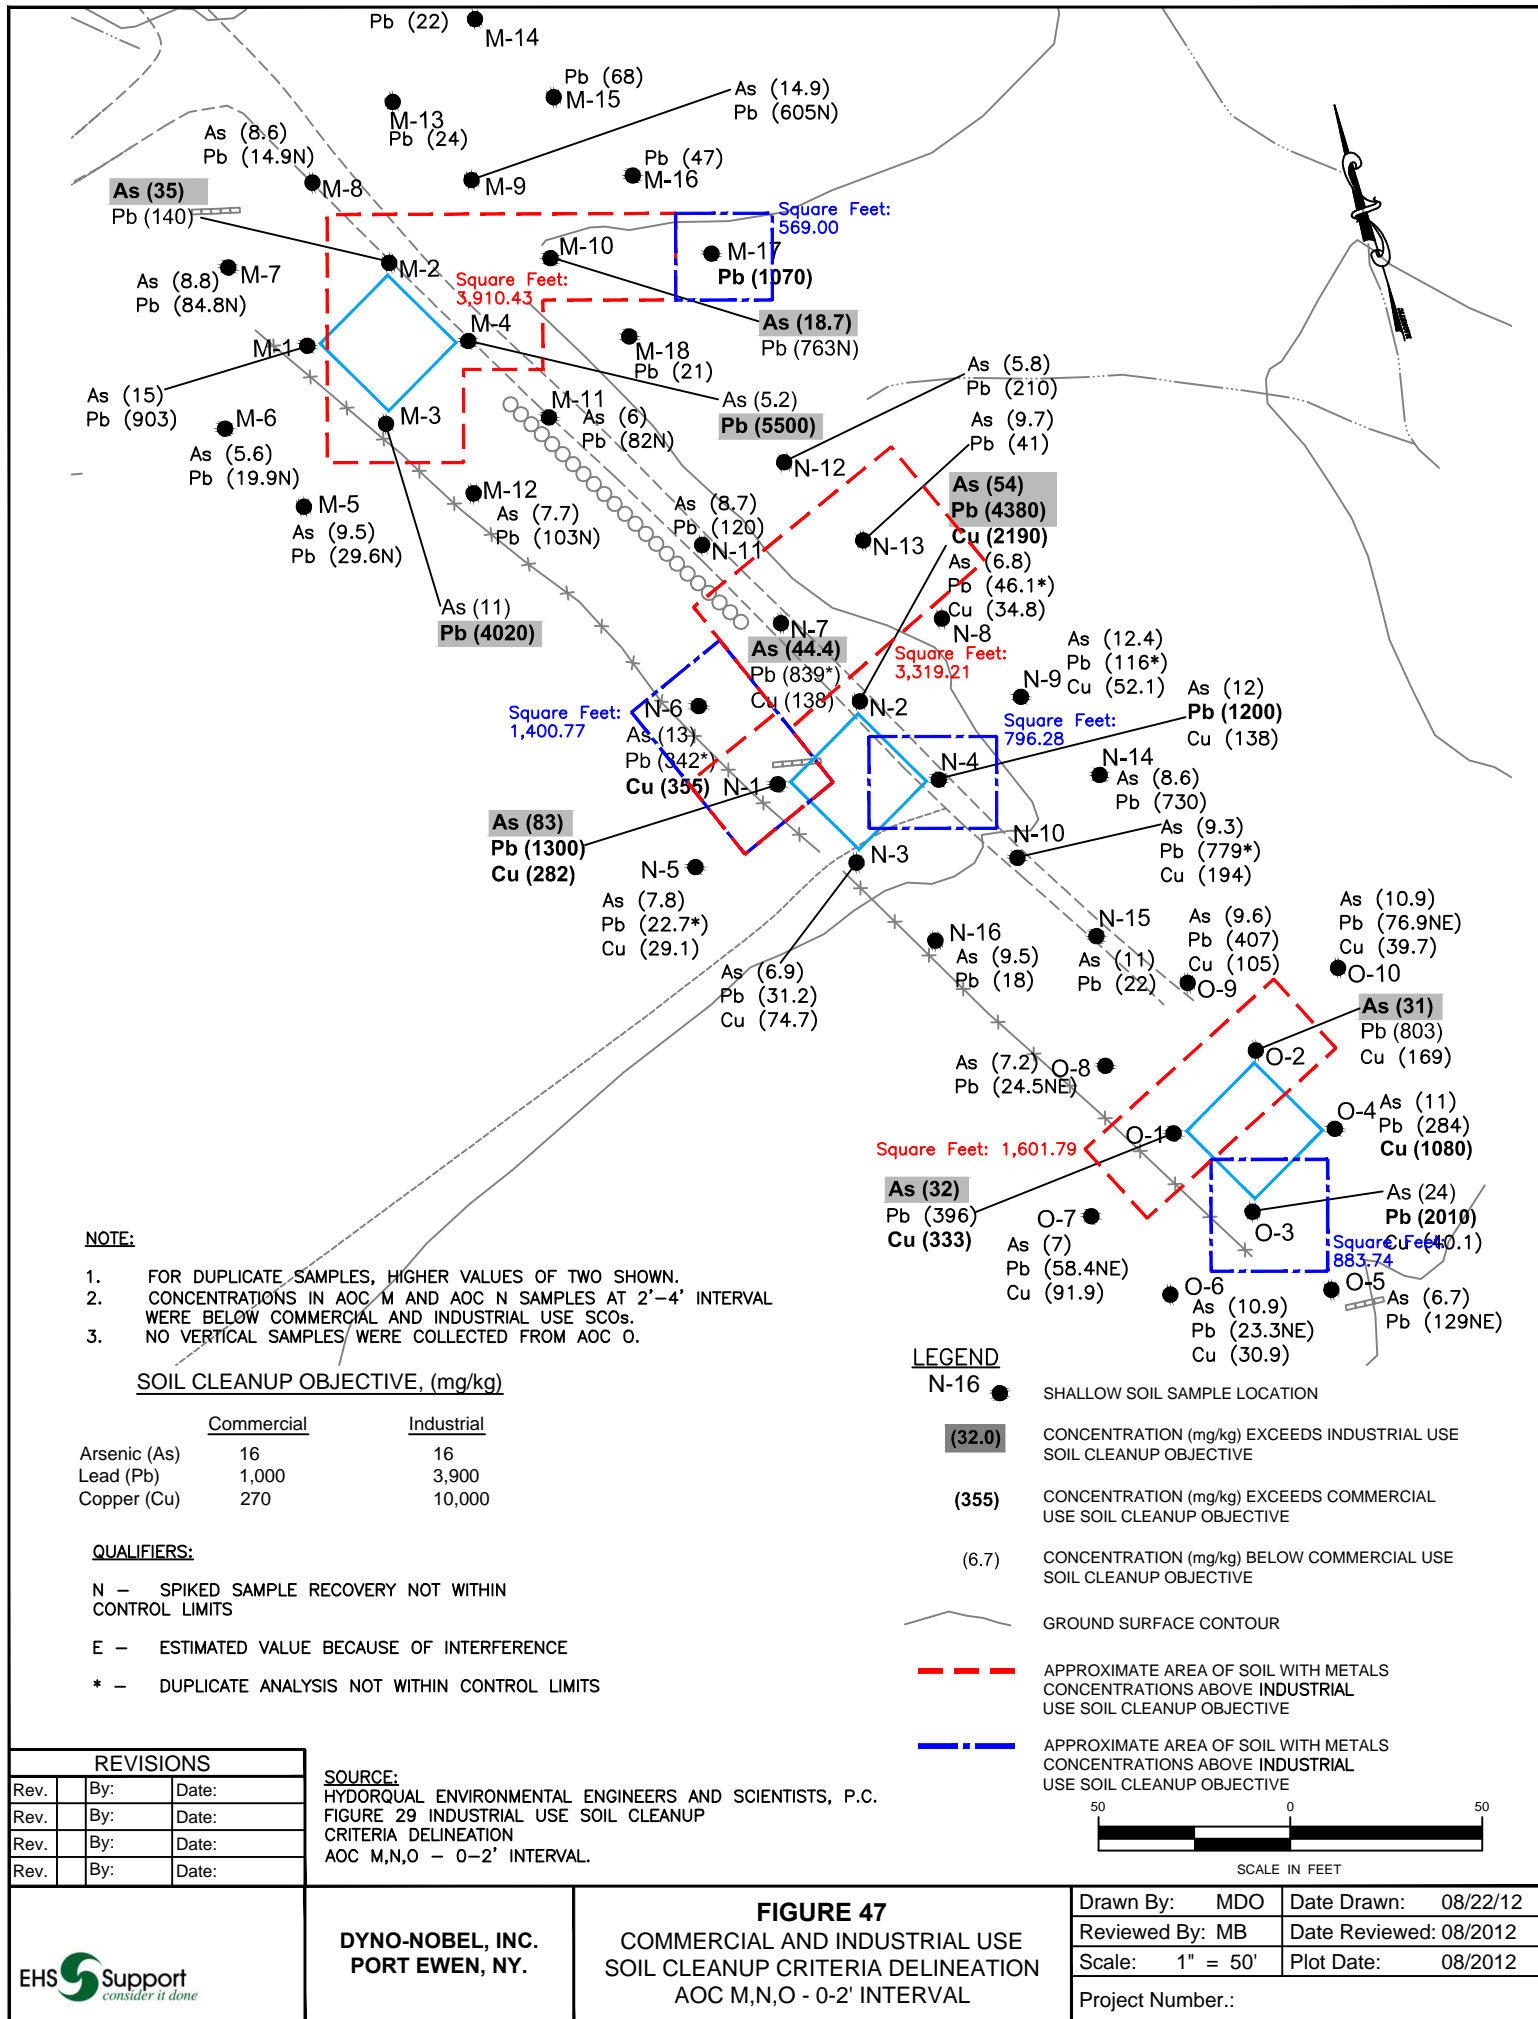 Pb (22)
M-14
Pb (68)
M-15
As (14.9)
Pb (605N)
M-13
Pb (24)
As (8.6)
Pb (14.9N)
M-8
M-9
Pb (47)
M-16
As (35)
Pb (140)
Square Feet:
569.00
M-10
M-17
Pb (1070)
M-7
As (8.8)
Pb (84.8N)
M-2
Square Feet:
3,910.43
As (18.7)
Pb (763N)
M-4
M-1
M-18
Pb (21)
As (5.8)
Pb (210)
As (15)
Pb (903)
M-6
M-3
M-11
As (6)
Pb (82N)
As (5.2)
Pb (5500)
As (9.7)
Pb (41)
As (5.6)
Pb (19.9N)
N-12
As (54)
Pb (4380)
Cu (2190)
M-5
As (9.5)
Pb (29.6N)
M-12
As (7.7)
Pb (103N)
As (8.7)
Pb (120)
N-11
N-13
As (6.8)
Pb (46.1*)
Cu (34.8)
N-8
As (11)
Pb (4020)
N-7
As (44.4)
Pb (839*)
Cu (138)
Square Feet:
3,319.21
As (12.4)
Pb (116*)
Cu (52.1)
N-9
As (12)
Pb (1200)
Cu (138)
Square Feet:
1,400.77
N-6
As (13)
Pb (342*)
Cu (355)
N-2
Square Feet:
796.28
N-1
N-4
N-14
As (8.6)
Pb (730)
As (83)
Pb (1300)
Cu (282)
N-10
As (9.3)
Pb (779*)
Cu (194)
N-5
N-3
As (7.8)
Pb (22.7*)
Cu (29.1)
N-16
As (9.5)
Pb (18)
N-15
As (11)
Pb (22)
As (9.6)
Pb (407)
Cu (105)
O-9
As (10.9)
Pb (76.9NE)
Cu (39.7)
O-10
As (6.9)
Pb (31.2)
Cu (74.7)
As (31)
Pb (803)
Cu (169)
As (7.2)
Pb (24.5NE)
O-8
O-2
O-1
O-4
As (11)
Pb (284)
Cu (1080)
Square Feet: 1,601.79
As (32)
Pb (396)
Cu (333)
O-7
As (7)
Pb (58.4NE)
Cu (91.9)
O-3
As (24)
Pb (2010)
Cu (40.1)
Square Feet:
883.74
O-6
As (10.9)
Pb (23.3NE)
Cu (30.9)
O-5
As (6.7)
Pb (129NE)
NOTE:
1. FOR DUPLICATE SAMPLES, HIGHER VALUES OF TWO SHOWN.
2. CONCENTRATIONS IN AOC M AND AOC N SAMPLES AT 2'-4' INTERVAL
WERE BELOW COMMERCIAL AND INDUSTRIAL USE SCOs.
3. NO VERTICAL SAMPLES WERE COLLECTED FROM AOC O.
SOIL CLEANUP OBJECTIVE, (mg/kg)
Commercial Industrial
Arsenic (As) 16 16
Lead (Pb) 1,000 3,900
Copper (Cu) 270 10,000
QUALIFIERS:
N - SPIKED SAMPLE RECOVERY NOT WITHIN
CONTROL LIMITS
E - ESTIMATED VALUE BECAUSE OF INTERFERENCE
* - DUPLICATE ANALYSIS NOT WITHIN CONTROL LIMITS
LEGEND
N-16 SHALLOW SOIL SAMPLE LOCATION
(32.0) CONCENTRATION (mg/kg) EXCEEDS INDUSTRIAL USE
SOIL CLEANUP OBJECTIVE
(355) CONCENTRATION (mg/kg) EXCEEDS COMMERCIAL
USE SOIL CLEANUP OBJECTIVE
(6.7) CONCENTRATION (mg/kg) BELOW COMMERCIAL USE
SOIL CLEANUP OBJECTIVE
GROUND SURFACE CONTOUR
APPROXIMATE AREA OF SOIL WITH METALS
CONCENTRATIONS ABOVE INDUSTRIAL
USE SOIL CLEANUP OBJECTIVE
APPROXIMATE AREA OF SOIL WITH METALS
CONCENTRATIONS ABOVE INDUSTRIAL
USE SOIL CLEANUP OBJECTIVE
50 0 50
SCALE IN FEET
REVISIONS
Rev. By: Date:
Rev. By: Date:
Rev. By: Date:
Rev. By: Date:
SOURCE:
HYDORQUAL ENVIRONMENTAL ENGINEERS AND SCIENTISTS, P.C.
FIGURE 29 INDUSTRIAL USE SOIL CLEANUP
CRITERIA DELINEATION
AOC M,N,O - 0-2' INTERVAL.
EHS Support
consider it done
DYNO-NOBEL, INC.
PORT EWEN, NY.
FIGURE 47
COMMERCIAL AND INDUSTRIAL USE
SOIL CLEANUP CRITERIA DELINEATION
AOC M,N,O - 0-2' INTERVAL
Drawn By: MDO Date Drawn: 08/22/12
Reviewed By: MB Date Reviewed: 08/2012
Scale: 1" = 50' Plot Date: 08/2012
Project Number.: